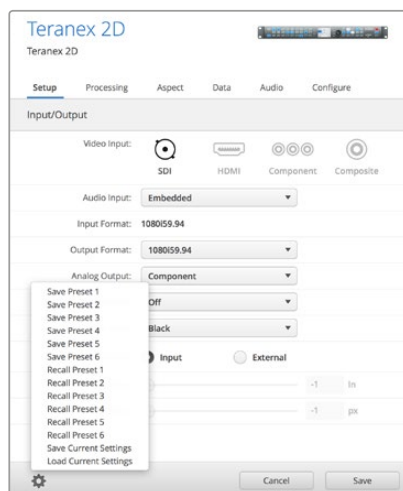 Teranex 2D
Teranex 2D
Setup Processing Aspect Data Audio Configure
Input/Output
Video Input:
SDI HDMI Component Composite
Audio Input: Embedded
Input Format: 1080i59.94
Output Format: 1080i59.94
Analog Output: Component
Off
Black
Input External
-1 ln
-1 px
Save Preset 1
Save Preset 2
Save Preset 3
Save Preset 4
Save Preset 5
Save Preset 6
Recall Preset 1
Recall Preset 2
Recall Preset 3
Recall Preset 4
Recall Preset 5
Recall Preset 6
Save Current Settings
Load Current Settings
Cancel Save